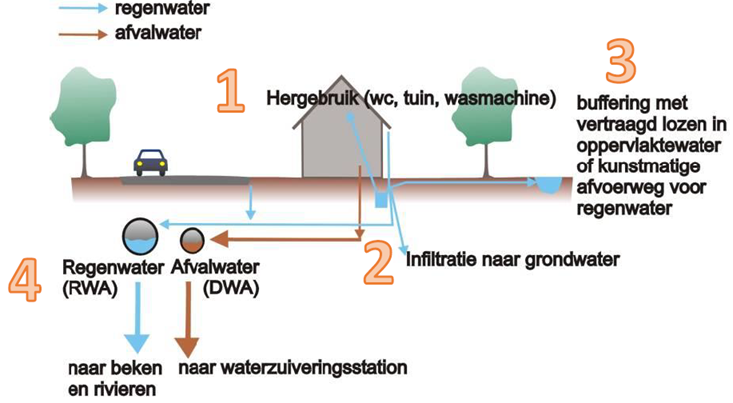 regenwater
afvalwater
1
Hergebruik (wc, tuin, wasmachine)
3
buffering met
vertraagd lozen in
oppervlaktewater
of kunstmatige
afvoerweg voor
regenwater
2
Infiltratie naar grondwater
4
Regenwater Afvalwater
(RWA) (DWA)
naar beken
en rivieren
naar waterzuiveringsstation